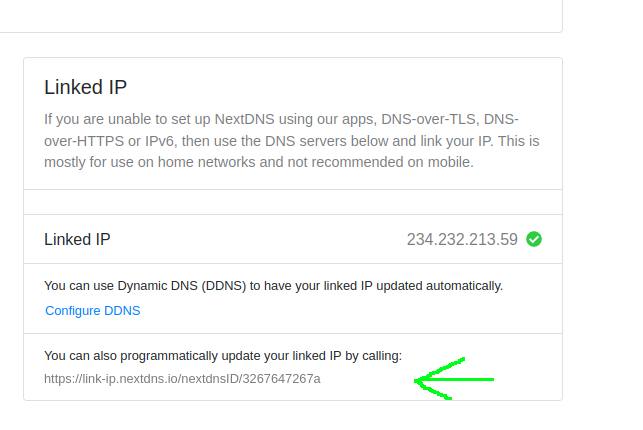 Linked IP
If you are unable to set up NextDNS using our apps, DNS-over-TLS, DNS-
over-HTTPS or IPv6, then use the DNS servers below and link your IP. This is
mostly for use on home networks and not recommended on mobile.
Linked IP 234.232.213.59
You can use Dynamic DNS (DDNS) to have your linked IP updated automatically.
Configure DDNS
You can also programmatically update your linked IP by calling:
https://link-ip.nextdns.io/nextdnsID/3267647267a